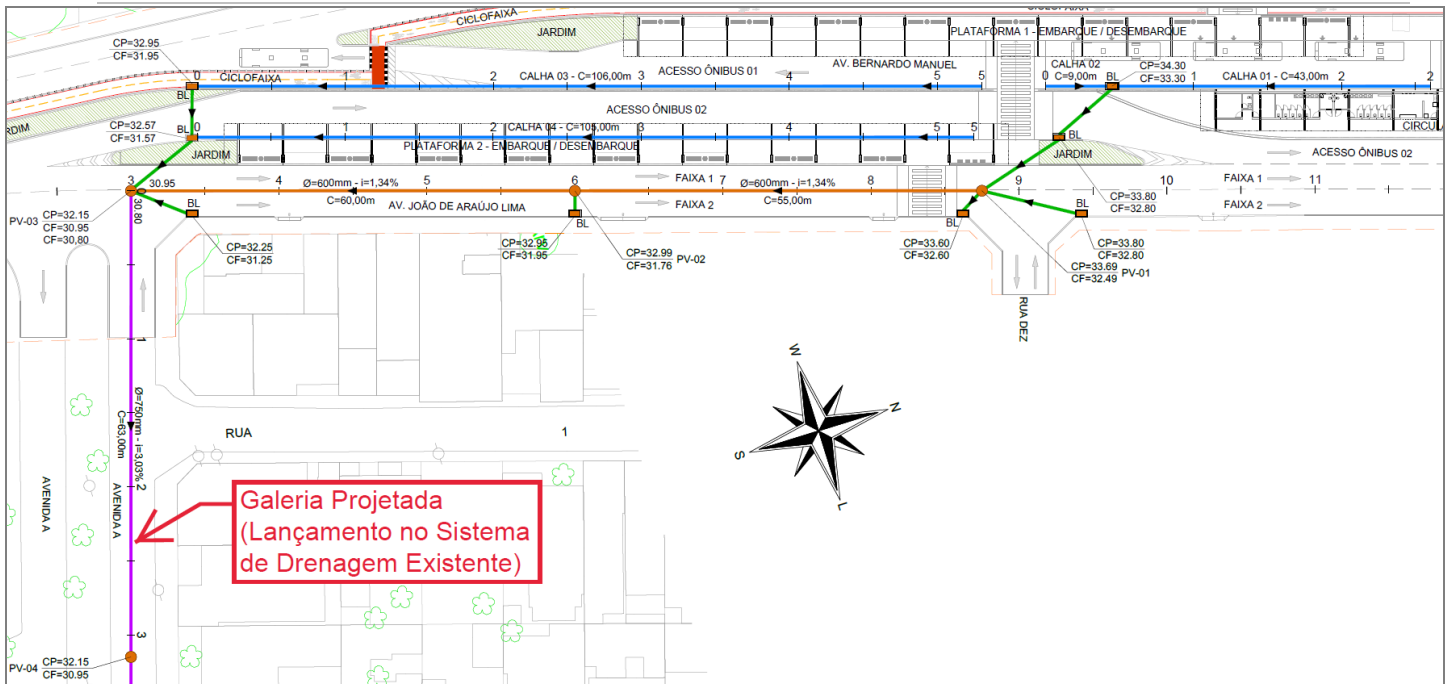 CICLOFAIXA
CICLOFAIXA
JARDIM
PLATAFORMA 1 - EMBARQUE / DESEMBARQUE
CP=32.95
CF=31.95
ACESSO ÔNIBUS 01
AV. BERNARDO MANUEL
CALHA 02
C=9,00m
BL
CP=34.30
CF=33.30
0
CICLOFAIXA
1
2
CALHA 03 - C=106,00m
3
4
5
5
0
1
CALHA 01 - C=43,00m
2
2
ACESSO ÔNIBUS 02
CIRCULA
RDIM
CP=32.57
CF=31.57
BL
0
1
2
CALHA 04 - C=105,00m
3
4
5
5
BL
JARDIM
PLATAFORMA 2 - EMBARQUE / DESEMBARQUE
JARDIM
ACESSO ÔNIBUS 02
3
30.95
4
Ø=600mm - i=1,34%
C=60,00m
5
6
FAIXA 1
7
Ø=600mm - i=1,34%
C=55,00m
8
9
10
FAIXA 1
11
30.80
BL
AV. JOÃO DE ARAÚJO LIMA
FAIXA 2
FAIXA 2
BL
BL
BL
CP=33.80
CF=32.80
PV-03
CP=32.15
CF=30.95
CF=30,80
CP=32.25
CF=31.25
CP=32.95
CF=31.95
CP=32.99
CF=31.76
PV-02
CP=33.60
CF=32.60
CP=33.80
CF=32.80
CP=33.69
CF=32.49
PV-01
RUA DEZ
1
Ø=750mm - i=3,03%
C=63,00m
RUA
1
W
N
S
L
AVENIDA A
AVENIDA A
2
Galeria Projetada
(Lançamento no Sistema
de Drenagem Existente)
3
PV-04
CP=32.15
CF=30.95